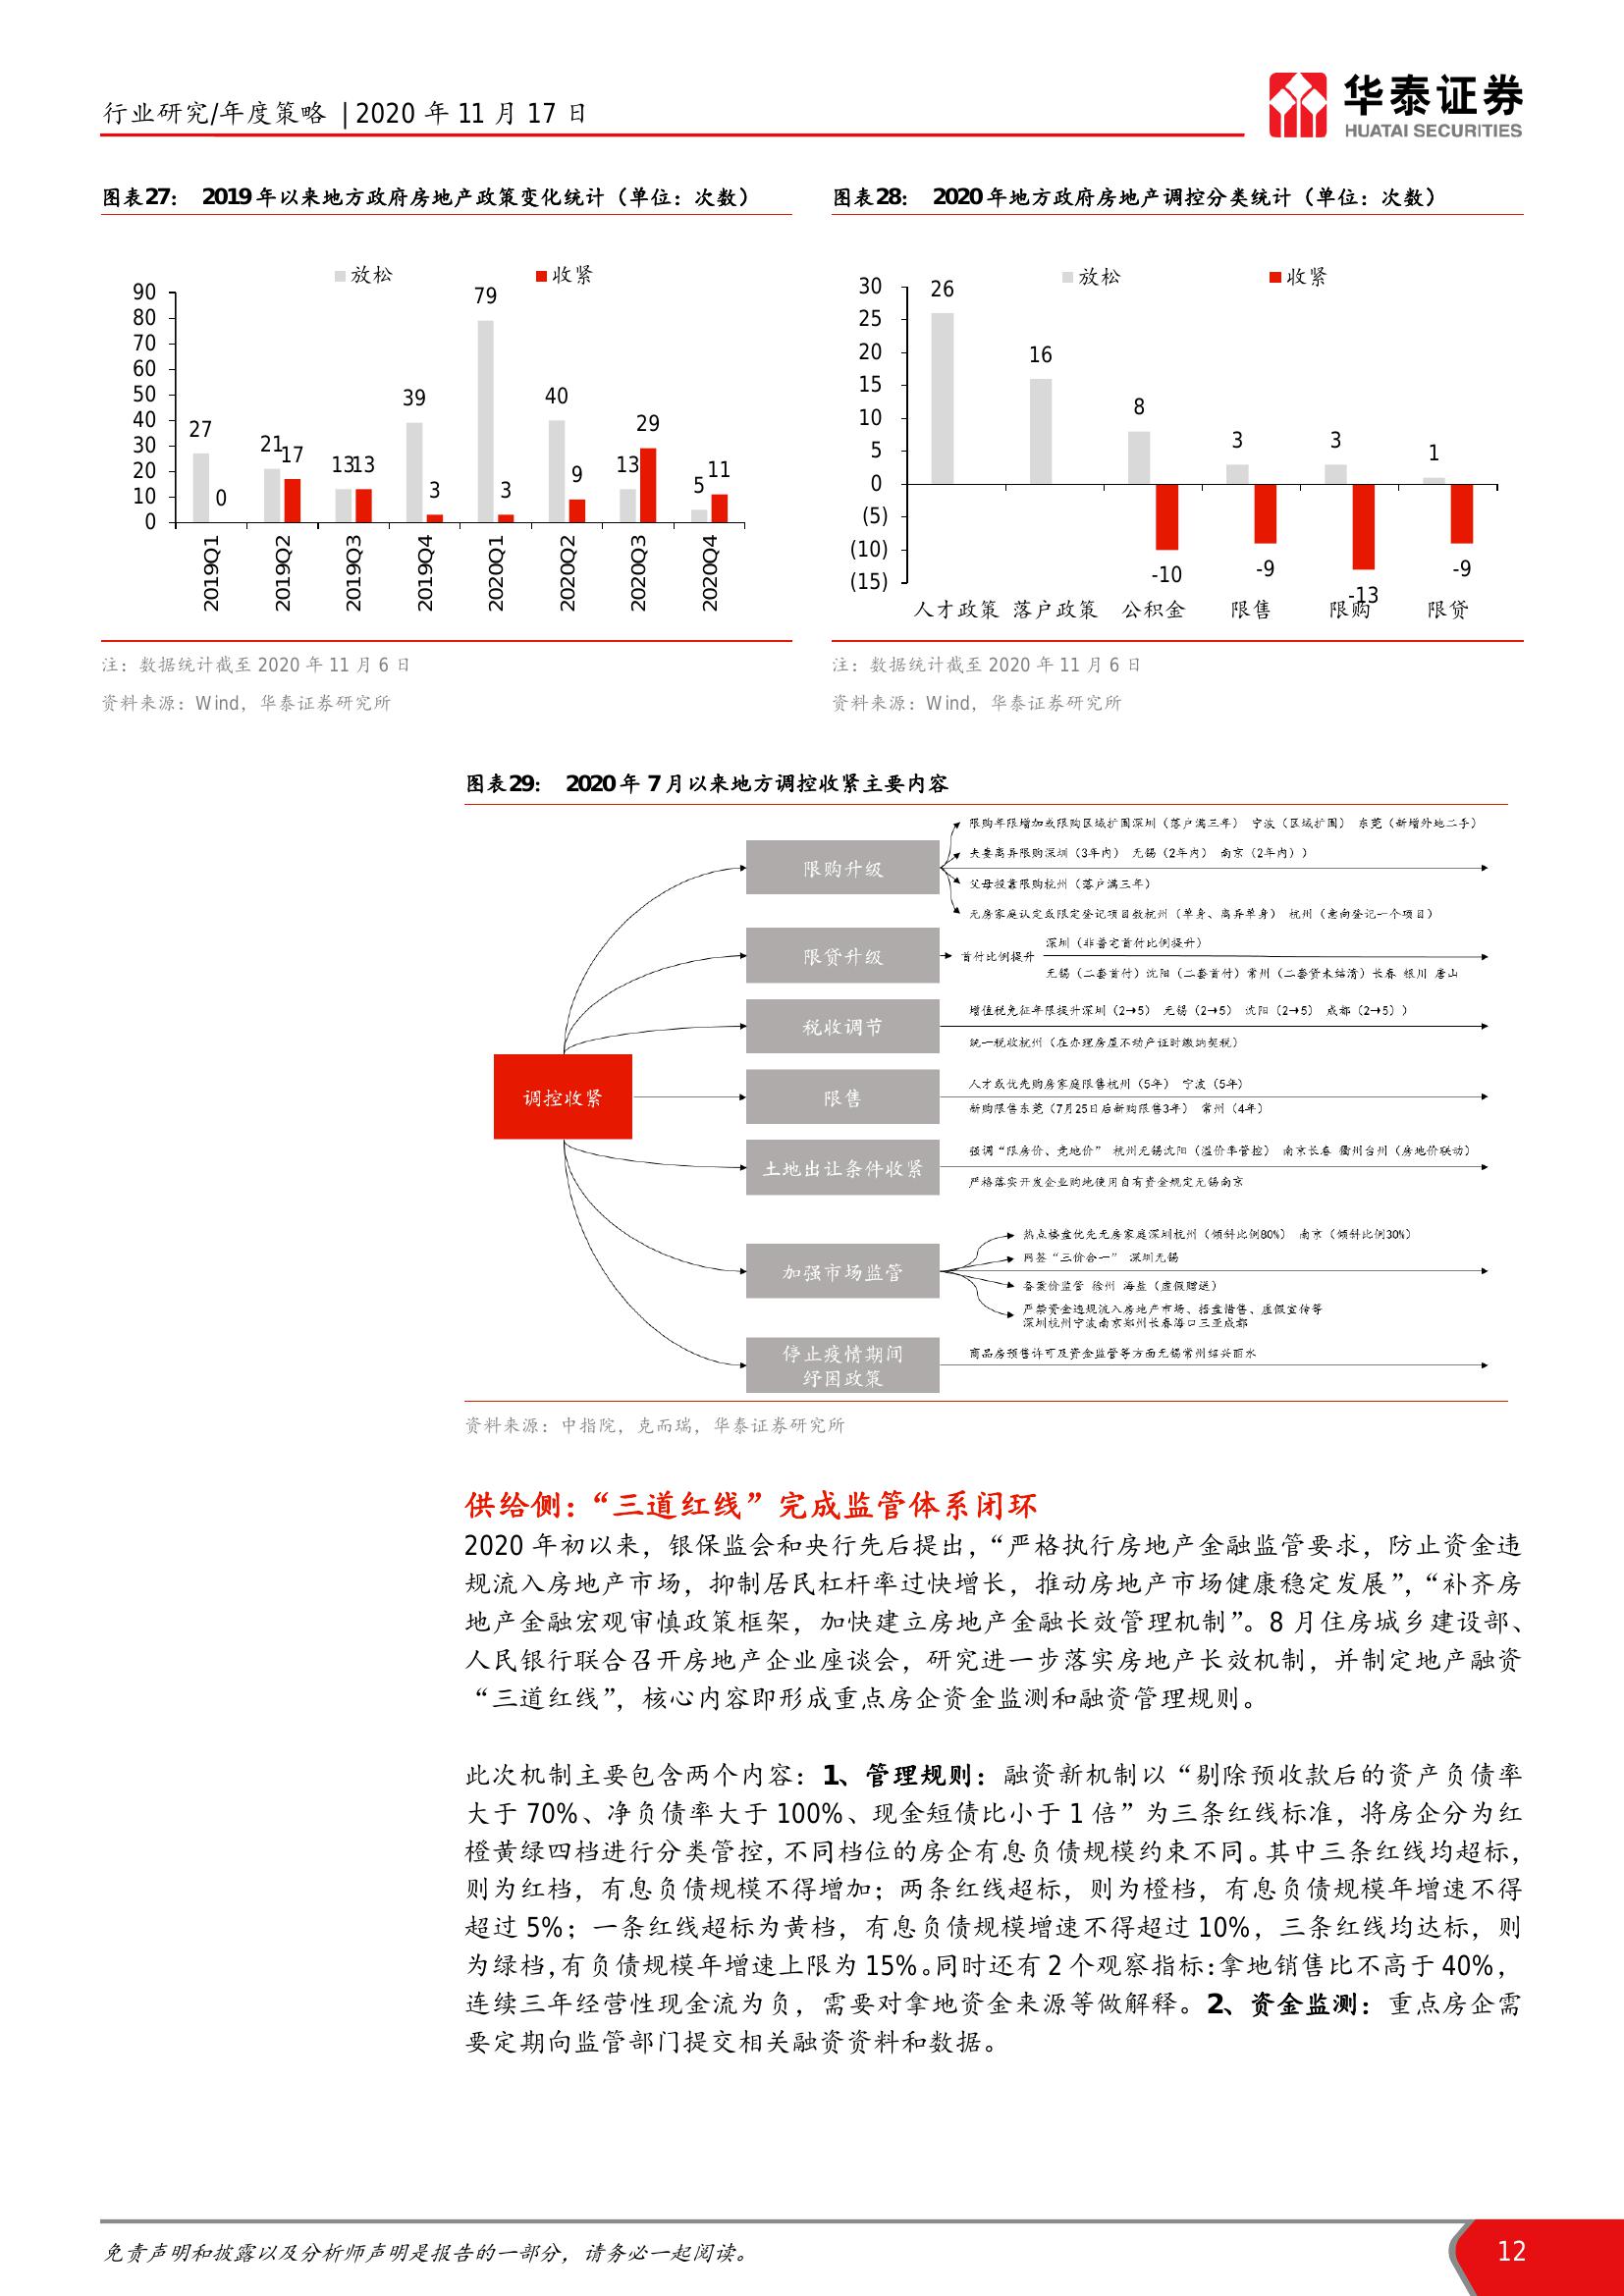 行业研究/年度策略 | 2020 年 11 月 17 日
华泰证券
HUATAI SECURITIES
图表27： 2019 年以来地方政府房地产政策变化统计（单位：次数）
放松 收紧
90
80
70
60
50
40
30
20
10
0
27 0 21 17 13 13 39 3 79 3 40 9 13 29 5 11
2019Q1 2019Q2 2019Q3 2019Q4 2020Q1 2020Q2 2020Q3 2020Q4
注：数据统计截至 2020 年 11 月 6 日
资料来源：Wind，华泰证券研究所
图表28： 2020 年地方政府房地产调控分类统计（单位：次数）
放松 收紧
30
25
20
15
10
5
0
(5)
(10)
(15)
26 16 8 3 3 1
-10 -9 -13 -9
人才政策 落户政策 公积金 限售 限购 限贷
注：数据统计截至 2020 年 11 月 6 日
资料来源：Wind，华泰证券研究所
图表29： 2020 年 7 月以来地方调控收紧主要内容
调控收紧
限购升级
限购年限增加或限购区域扩围深圳（落户满三年） 宁波（区域扩围） 东莞（新增外地二手）
夫妻离异限购深圳（3年内） 无锡（2年内） 南京（2年内））
父母投靠限购杭州（落户满三年）
无房家庭认定或限定登记项目数杭州（单身、离异单身） 杭州（意向登记一个项目）
限贷升级
首付比例提升
深圳（非普宅首付比例提升）
无锡（二套首付）沈阳（二套首付）常州（二套贷未结清）长春 银川 唐山
税收调节
增值税免征年限提升深圳（2→5） 无锡（2→5） 沈阳（2→5） 成都（2→5））
统一税收杭州（在办理房屋不动产证时缴纳契税）
限售
人才或优先购房家庭限售杭州（5年） 宁波（5年）
新购限售东莞（7月25日后新购限售3年） 常州（4年）
土地出让条件收紧
强调“限房价、竞地价” 杭州无锡沈阳（溢价率管控） 南京长春 衢州台州（房地价联动）
严格落实开发企业购地使用自有资金规定无锡南京
加强市场监管
热点楼盘优先无房家庭深圳杭州（倾斜比例80%） 南京（倾斜比例30%）
网签“三价合一” 深圳无锡
备案价监管 徐州 海盐（虚假赠送）
严禁资金违规流入房地产市场、捂盘惜售、虚假宣传等
深圳杭州宁波南京郑州长春海口三亚成都
停止疫情期间
纾困政策
商品房预售许可及资金监管等方面无锡常州绍兴丽水
资料来源：中指院，克而瑞，华泰证券研究所
供给侧：“三道红线”完成监管体系闭环
2020 年初以来，银保监会和央行先后提出，“严格执行房地产金融监管要求，防止资金违
规流入房地产市场，抑制居民杠杆率过快增长，推动房地产市场健康稳定发展”，“补齐房
地产金融宏观审慎政策框架，加快建立房地产金融长效管理机制”。8 月住房城乡建设部、
人民银行联合召开房地产企业座谈会，研究进一步落实房地产长效机制，并制定地产融资
“三道红线”，核心内容即形成重点房企资金监测和融资管理规则。
此次机制主要包含两个内容：1、管理规则：融资新机制以“剔除预收款后的资产负债率
大于 70%、净负债率大于 100%、现金短债比小于 1 倍”为三条红线标准，将房企分为红
橙黄绿四档进行分类管控，不同档位的房企有息负债规模约束不同。其中三条红线均超标，
则为红档，有息负债规模不得增加；两条红线超标，则为橙档，有息负债规模年增速不得
超过 5%；一条红线超标为黄档，有息负债规模增速不得超过 10%，三条红线均达标，则
为绿档，有负债规模年增速上限为 15%。同时还有 2 个观察指标：拿地销售比不高于 40%，
连续三年经营性现金流为负，需要对拿地资金来源等做解释。2、资金监测：重点房企需
要定期向监管部门提交相关融资资料和数据。
免责声明和披露以及分析师声明是报告的一部分，请务必一起阅读。
12